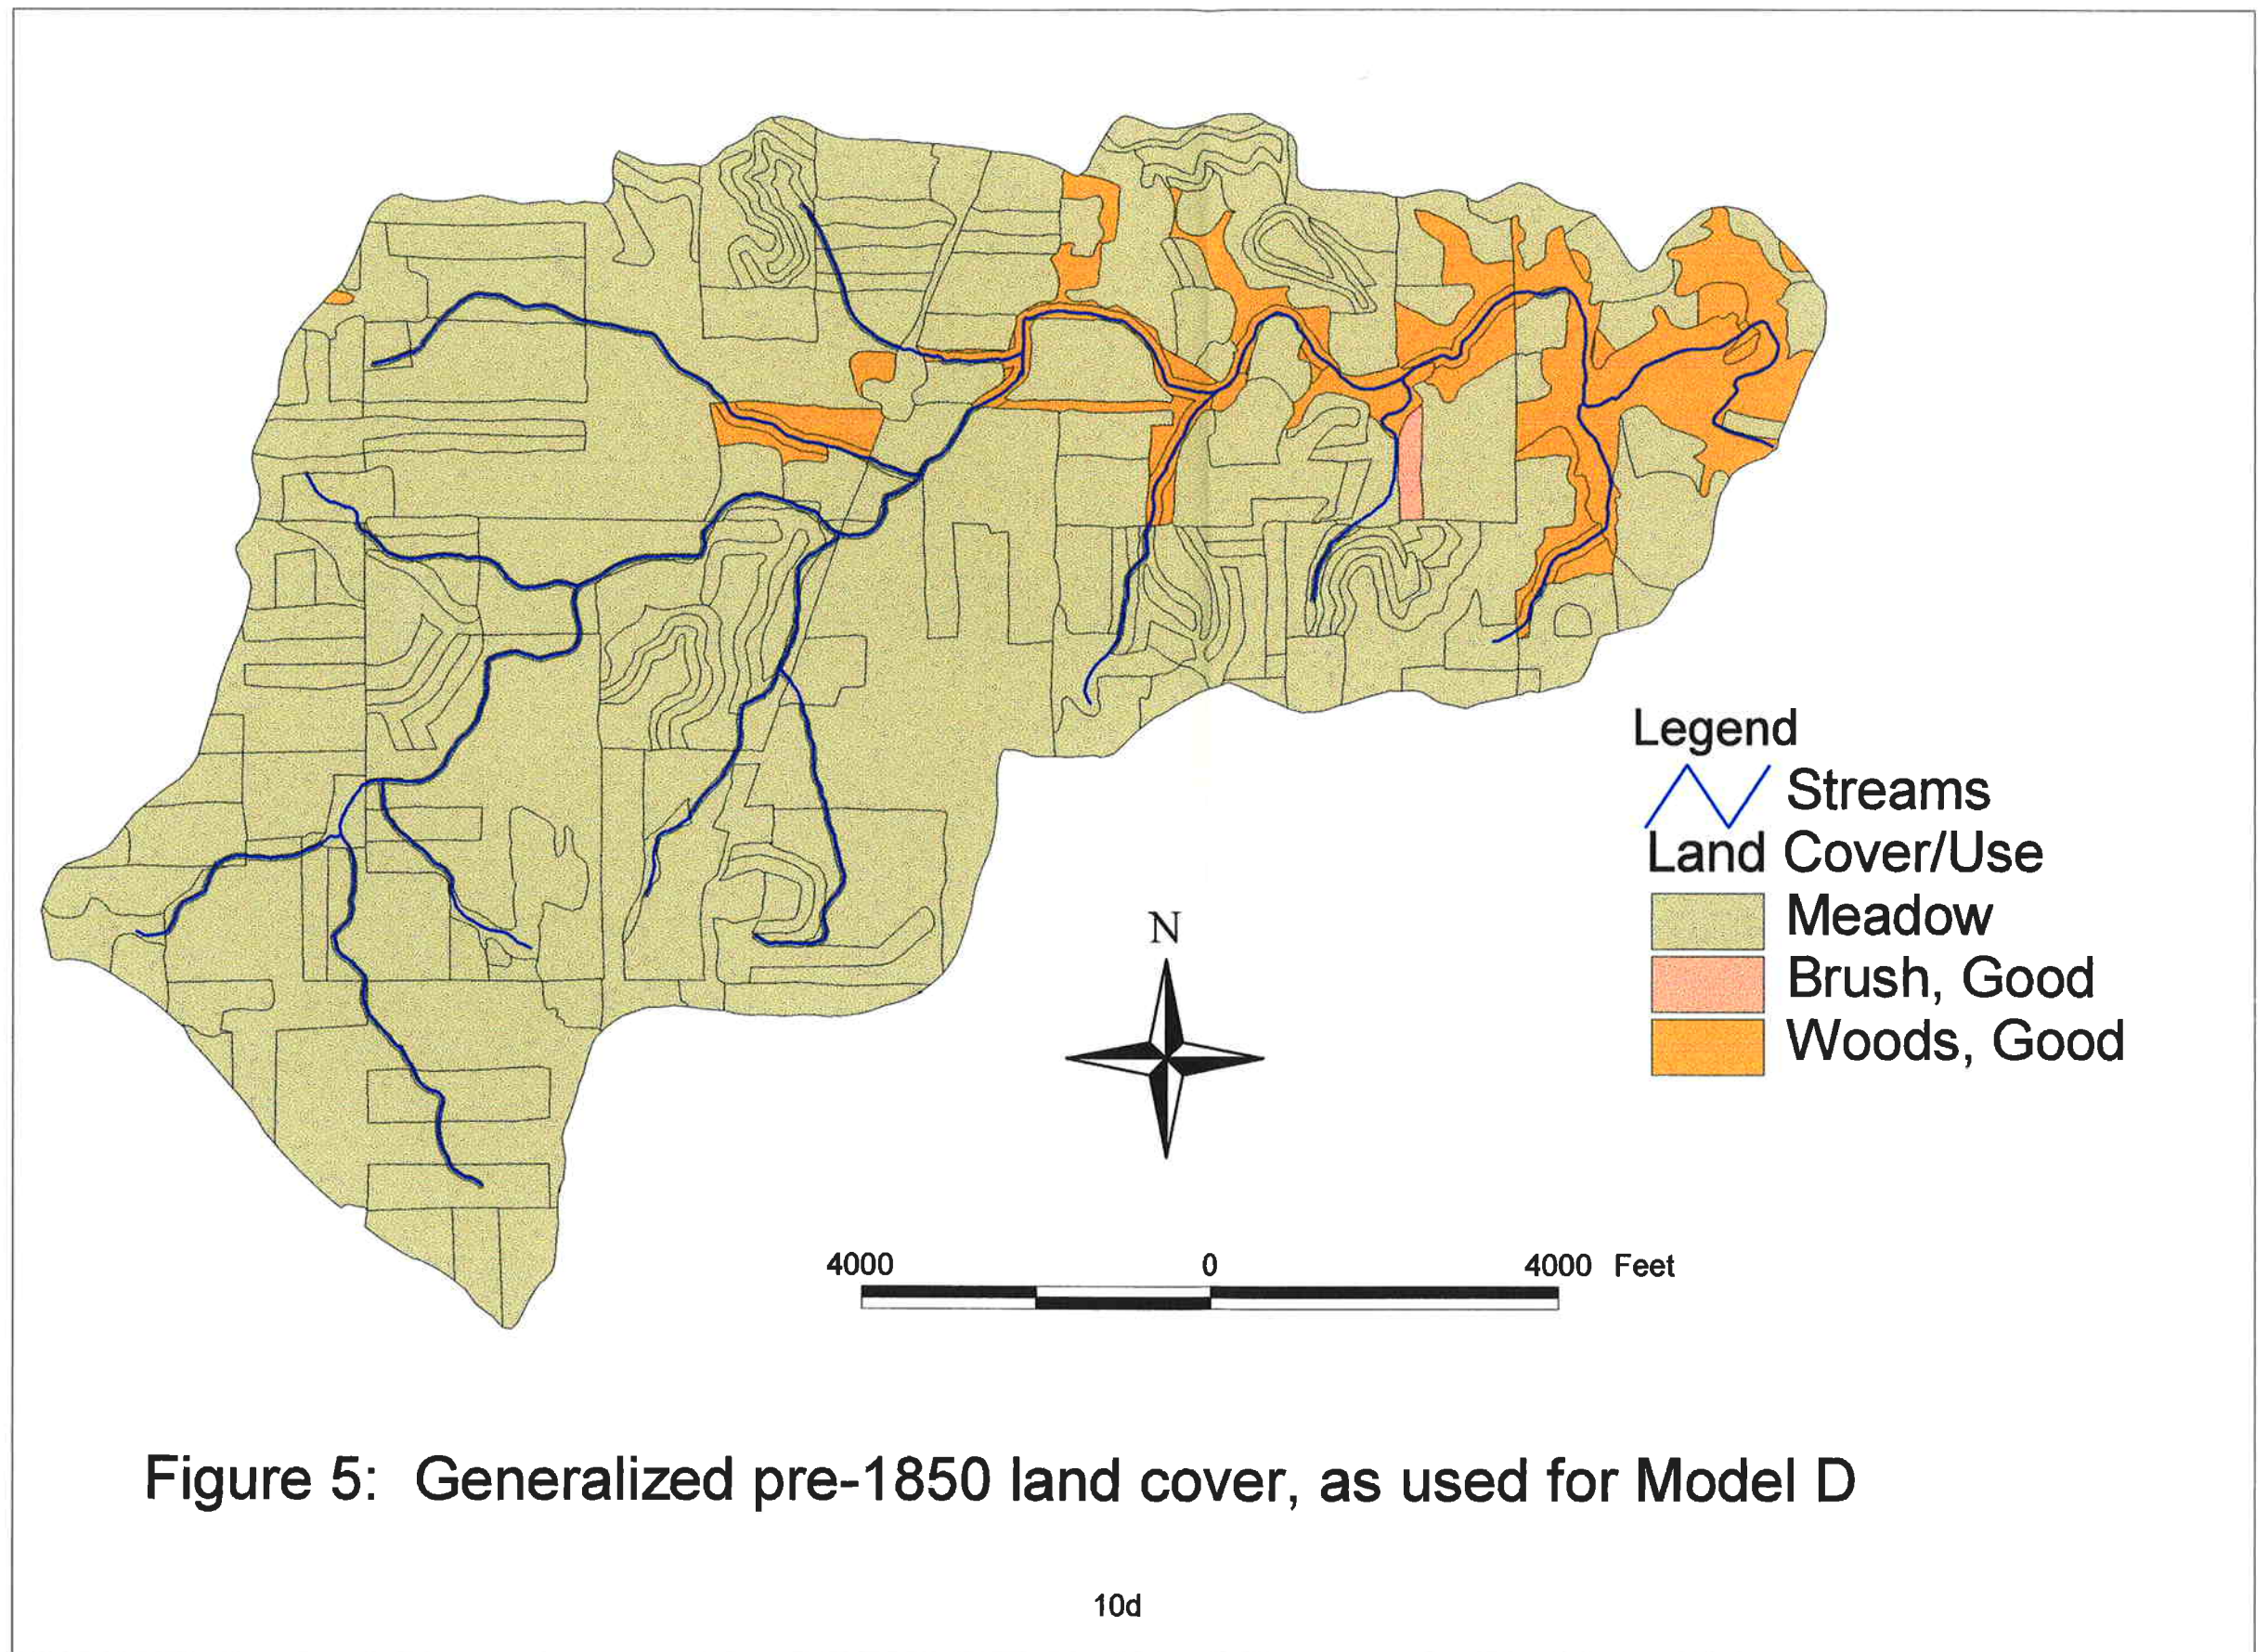 Legend
Streams
Land Cover/Use
Meadow
Brush, Good
Woods, Good
N
4000 0 4000 Feet
Figure 5: Generalized pre-1850 land cover, as used for Model D
10d